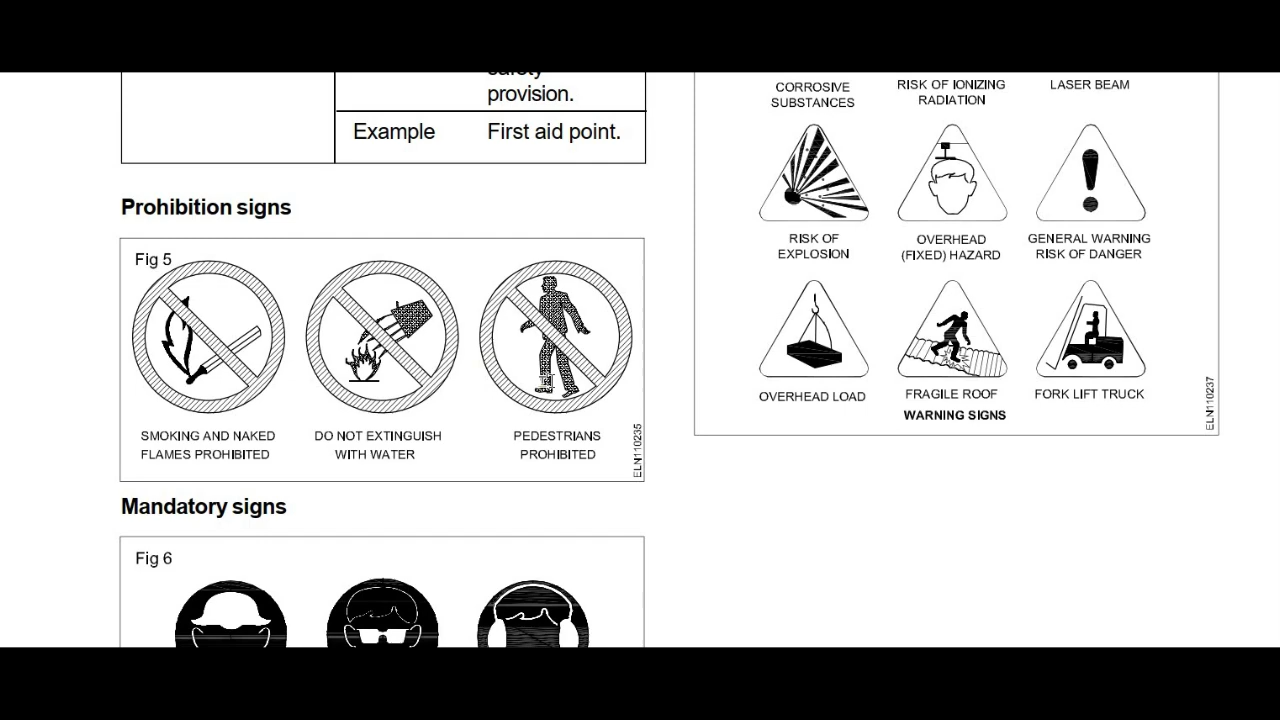 safety
provision.
Example First aid point.
Prohibition signs
Fig 5
SMOKING AND NAKED
FLAMES PROHIBITED
DO NOT EXTINGUISH
WITH WATER
PEDESTRIANS
PROHIBITED
ELN110235
Mandatory signs
Fig 6
CORROSIVE
SUBSTANCES
RISK OF IONIZING
RADIATION
LASER BEAM
RISK OF
EXPLOSION
OVERHEAD
(FIXED) HAZARD
GENERAL WARNING
RISK OF DANGER
OVERHEAD LOAD
FRAGILE ROOF
FORK LIFT TRUCK
WARNING SIGNS
ELN110237